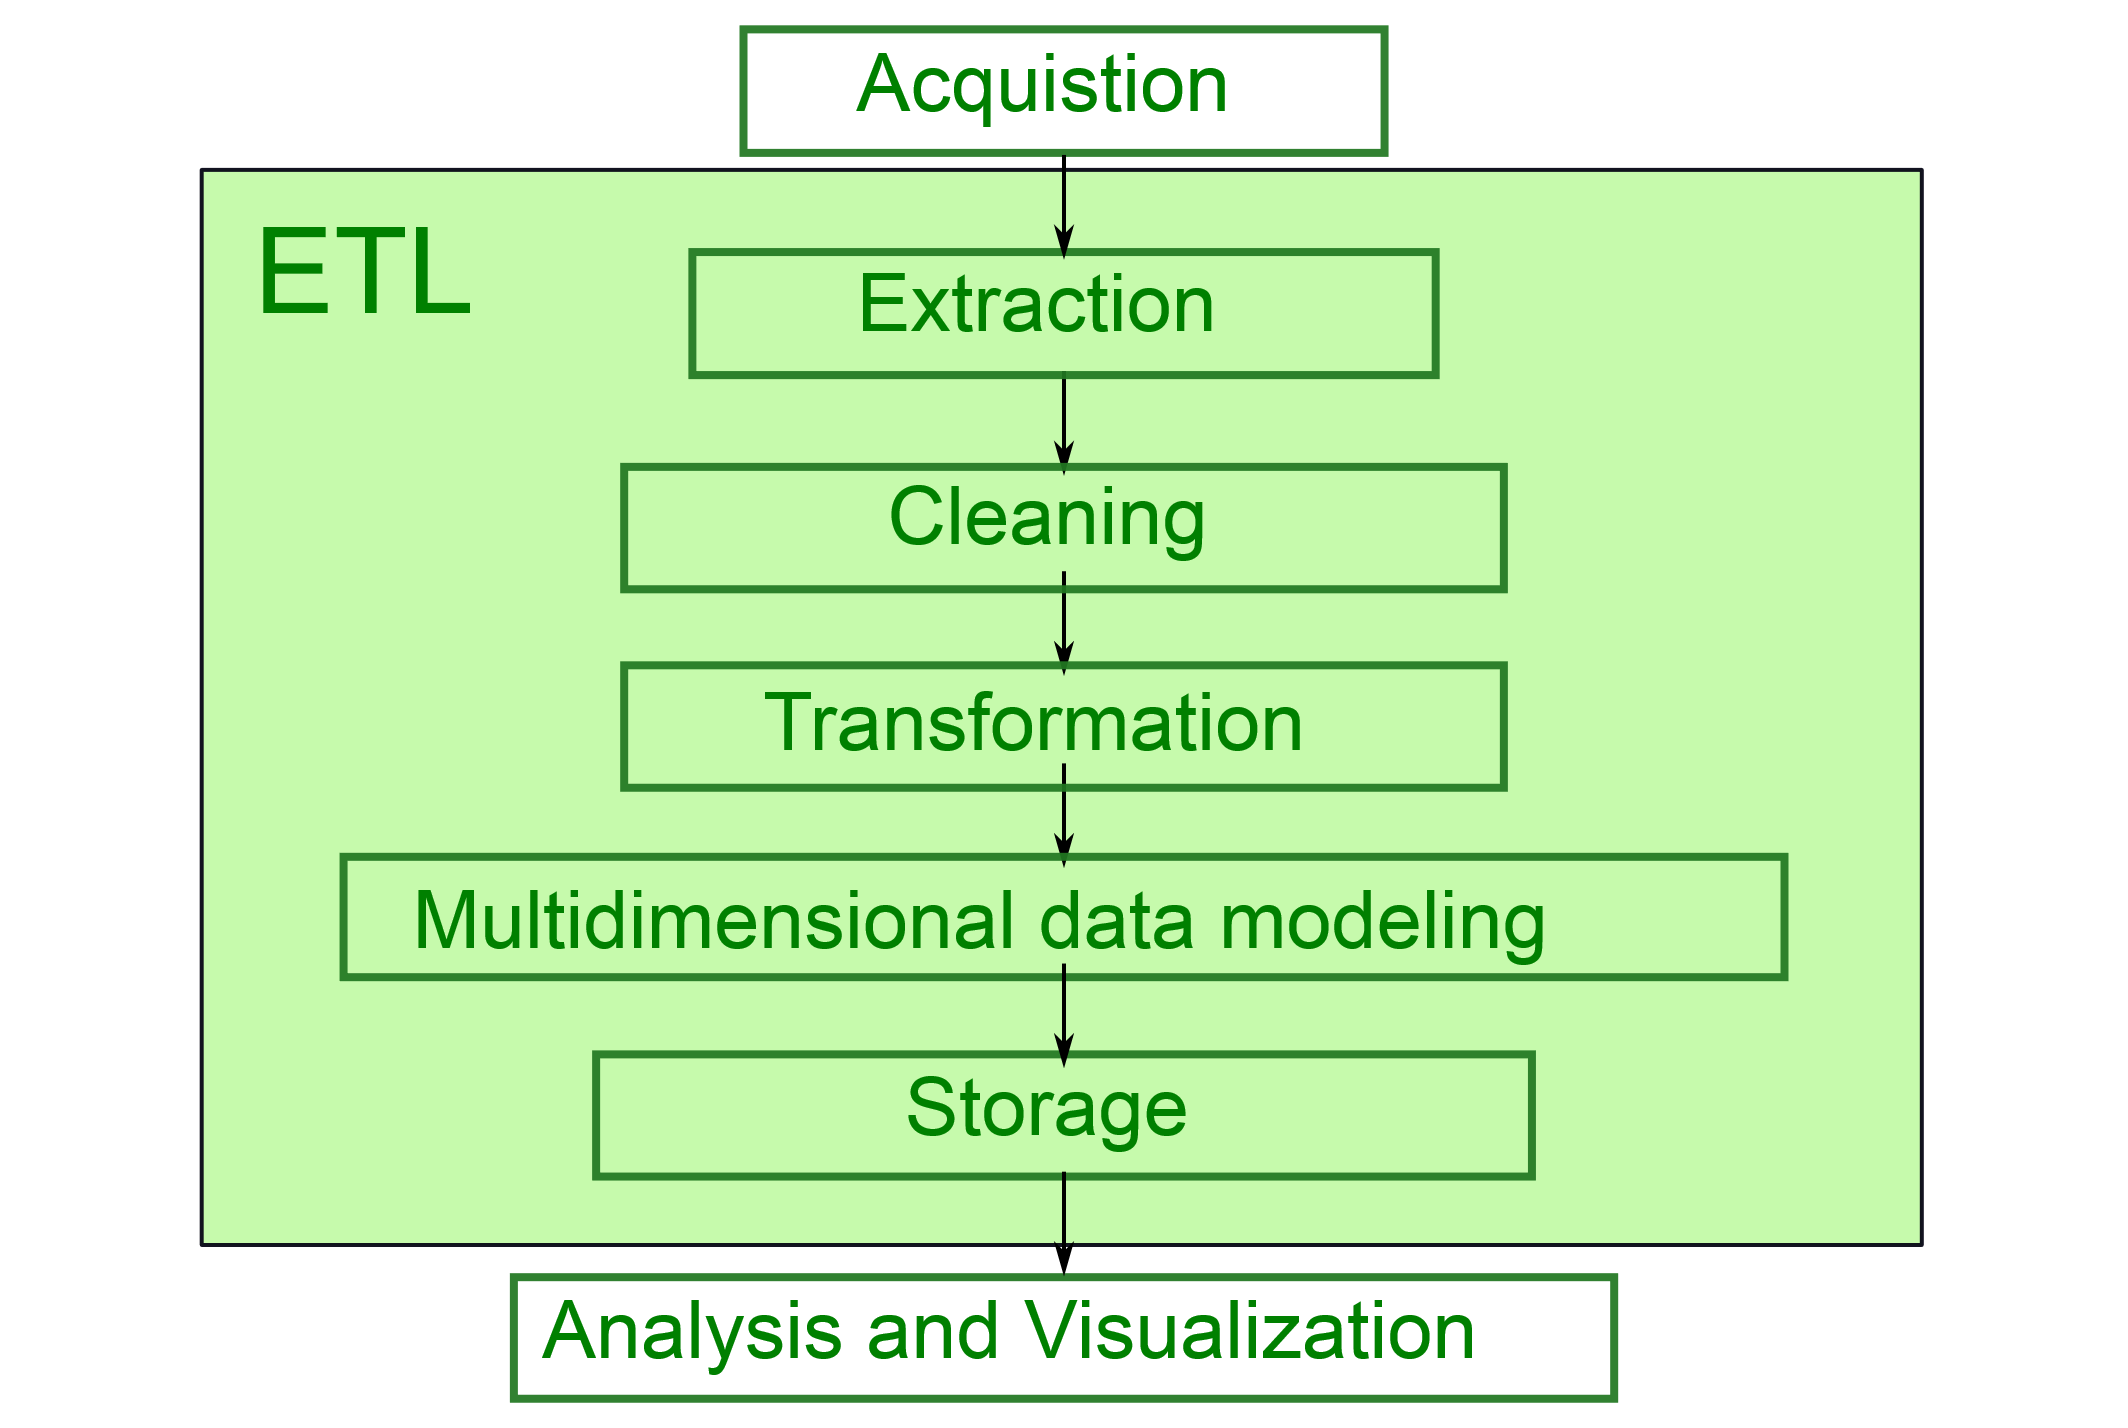 Acquistion
ETL
Extraction
Cleaning
Transformation
Multidimensional data modeling
Storage
Analysis and Visualization